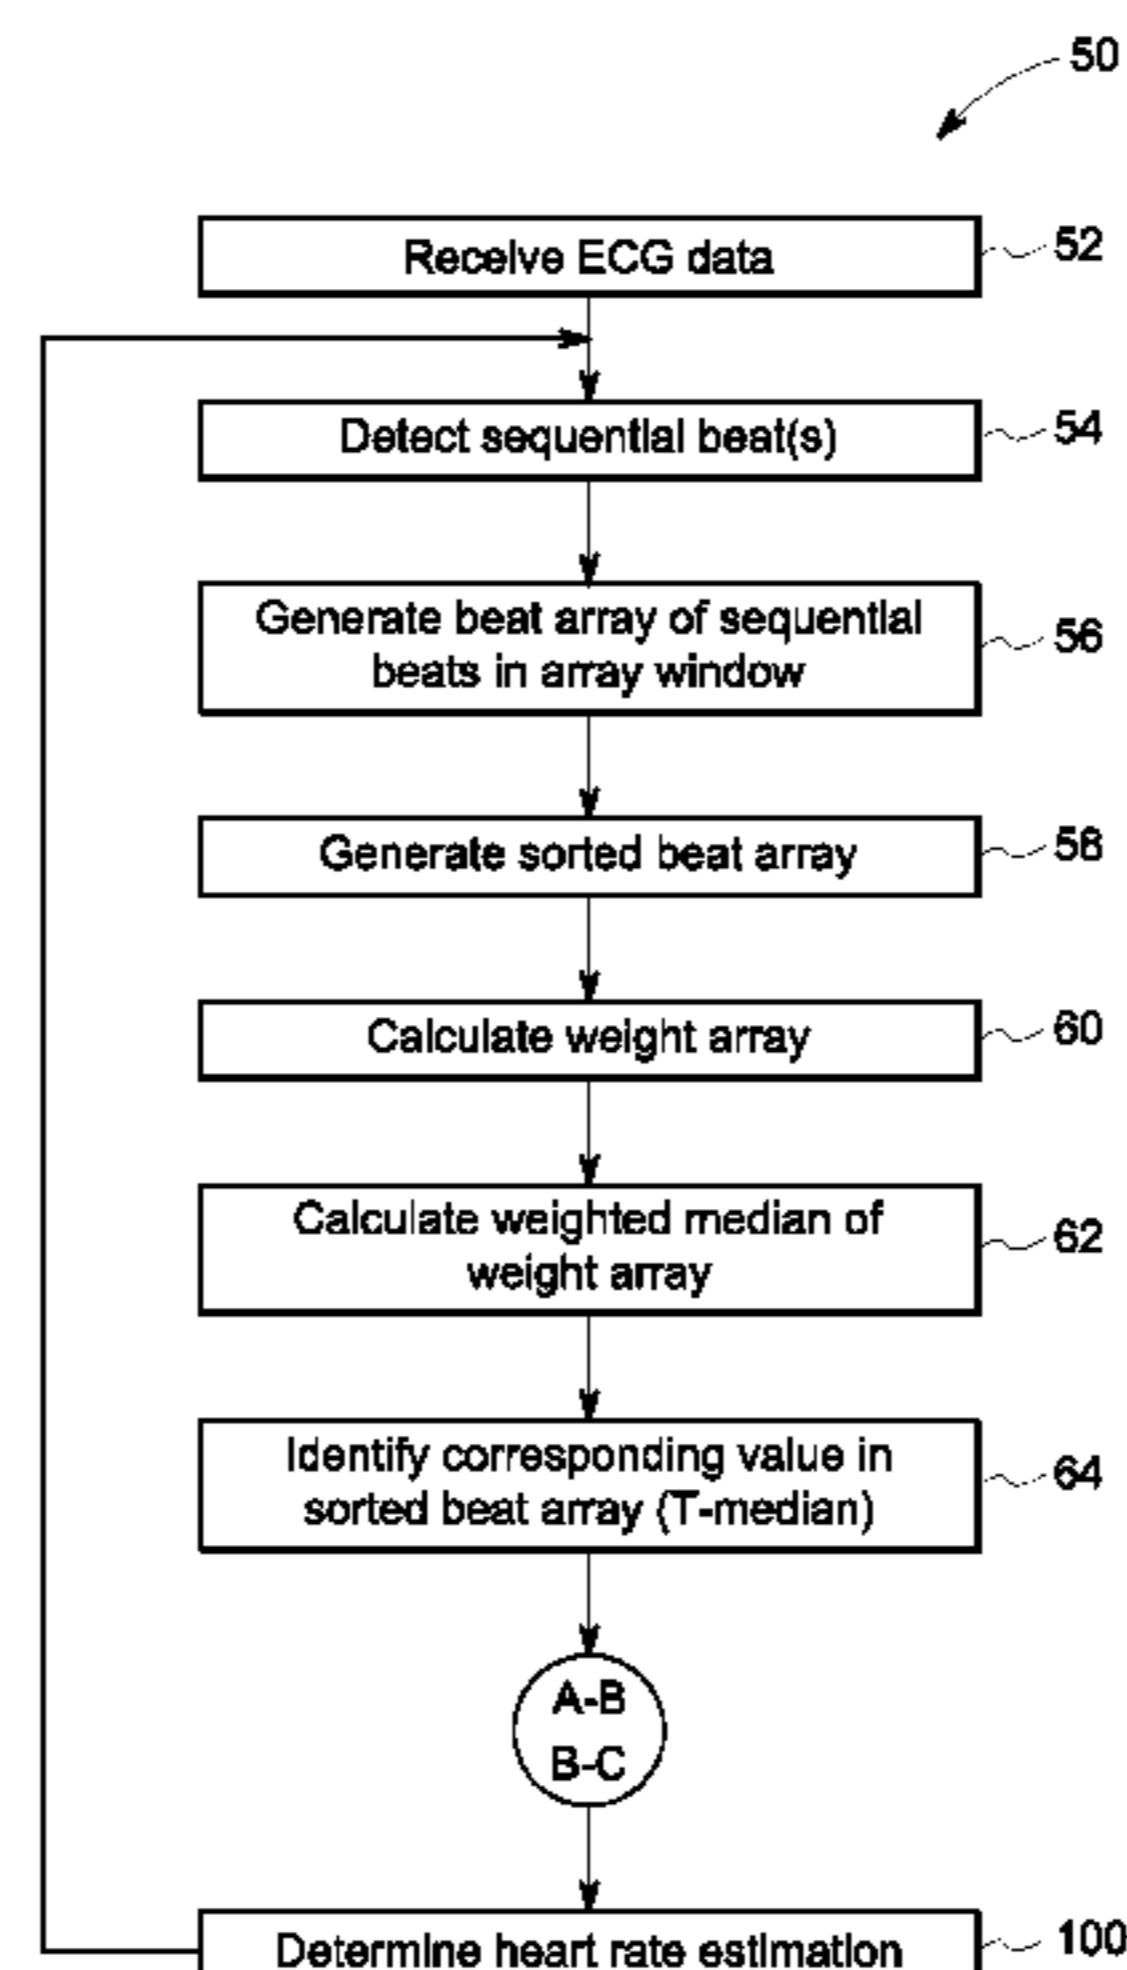 50
Receive ECG data
52
Detect sequential beat(s)
54
Generate beat array of sequential
beats in array window
56
Generate sorted beat array
58
Calculate weight array
60
Calculate weighted median of
weight array
62
Identify corresponding value in
sorted beat array (T-median)
64
A-B
B-C
Determine heart rate estimation
100